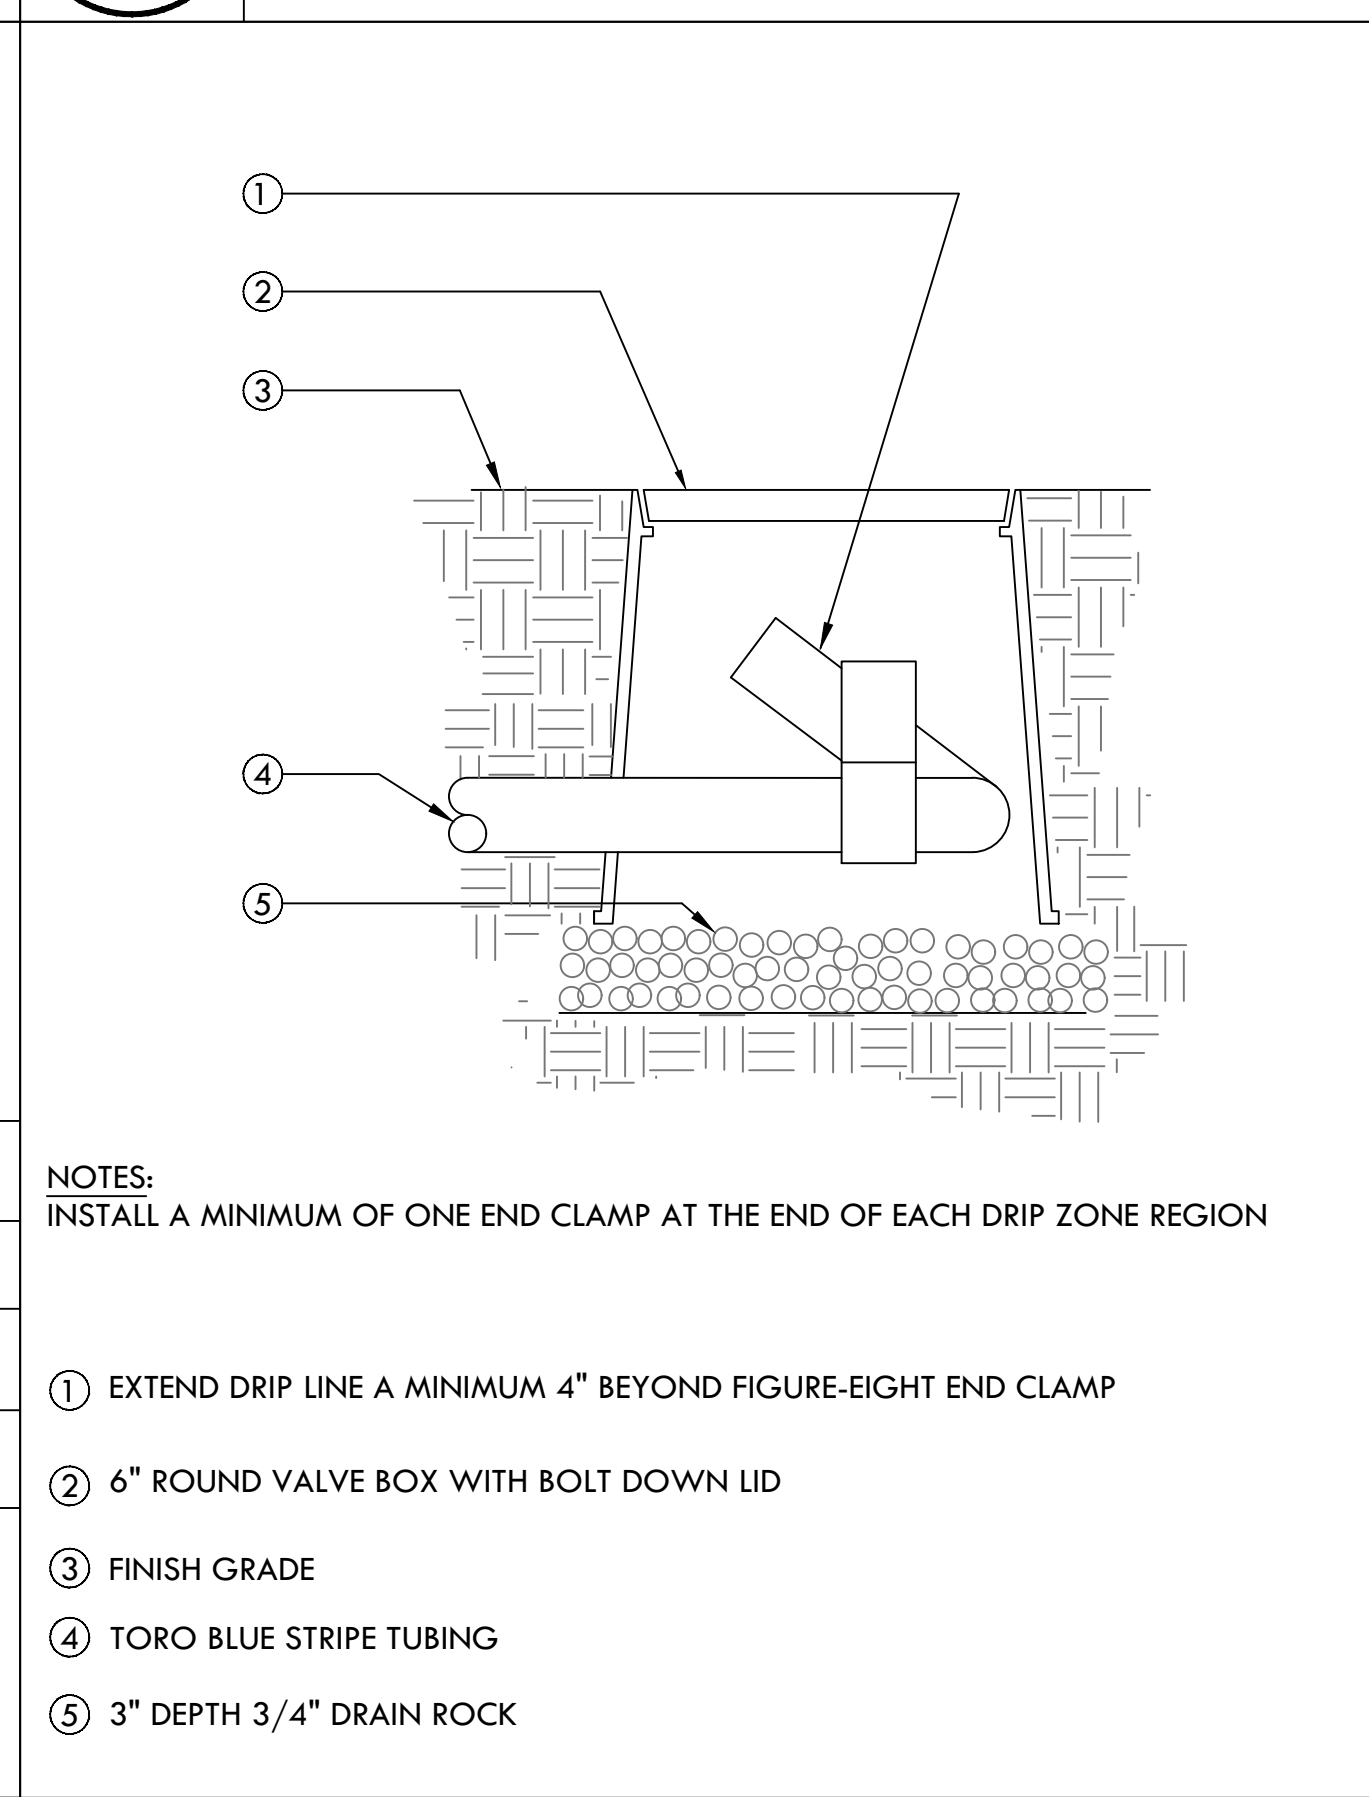 1
2
3
4
5
NOTES:
INSTALL A MINIMUM OF ONE END CLAMP AT THE END OF EACH DRIP ZONE REGION
1 EXTEND DRIP LINE A MINIMUM 4" BEYOND FIGURE-EIGHT END CLAMP
2 6" ROUND VALVE BOX WITH BOLT DOWN LID
3 FINISH GRADE
4 TORO BLUE STRIPE TUBING
5 3" DEPTH 3/4" DRAIN ROCK